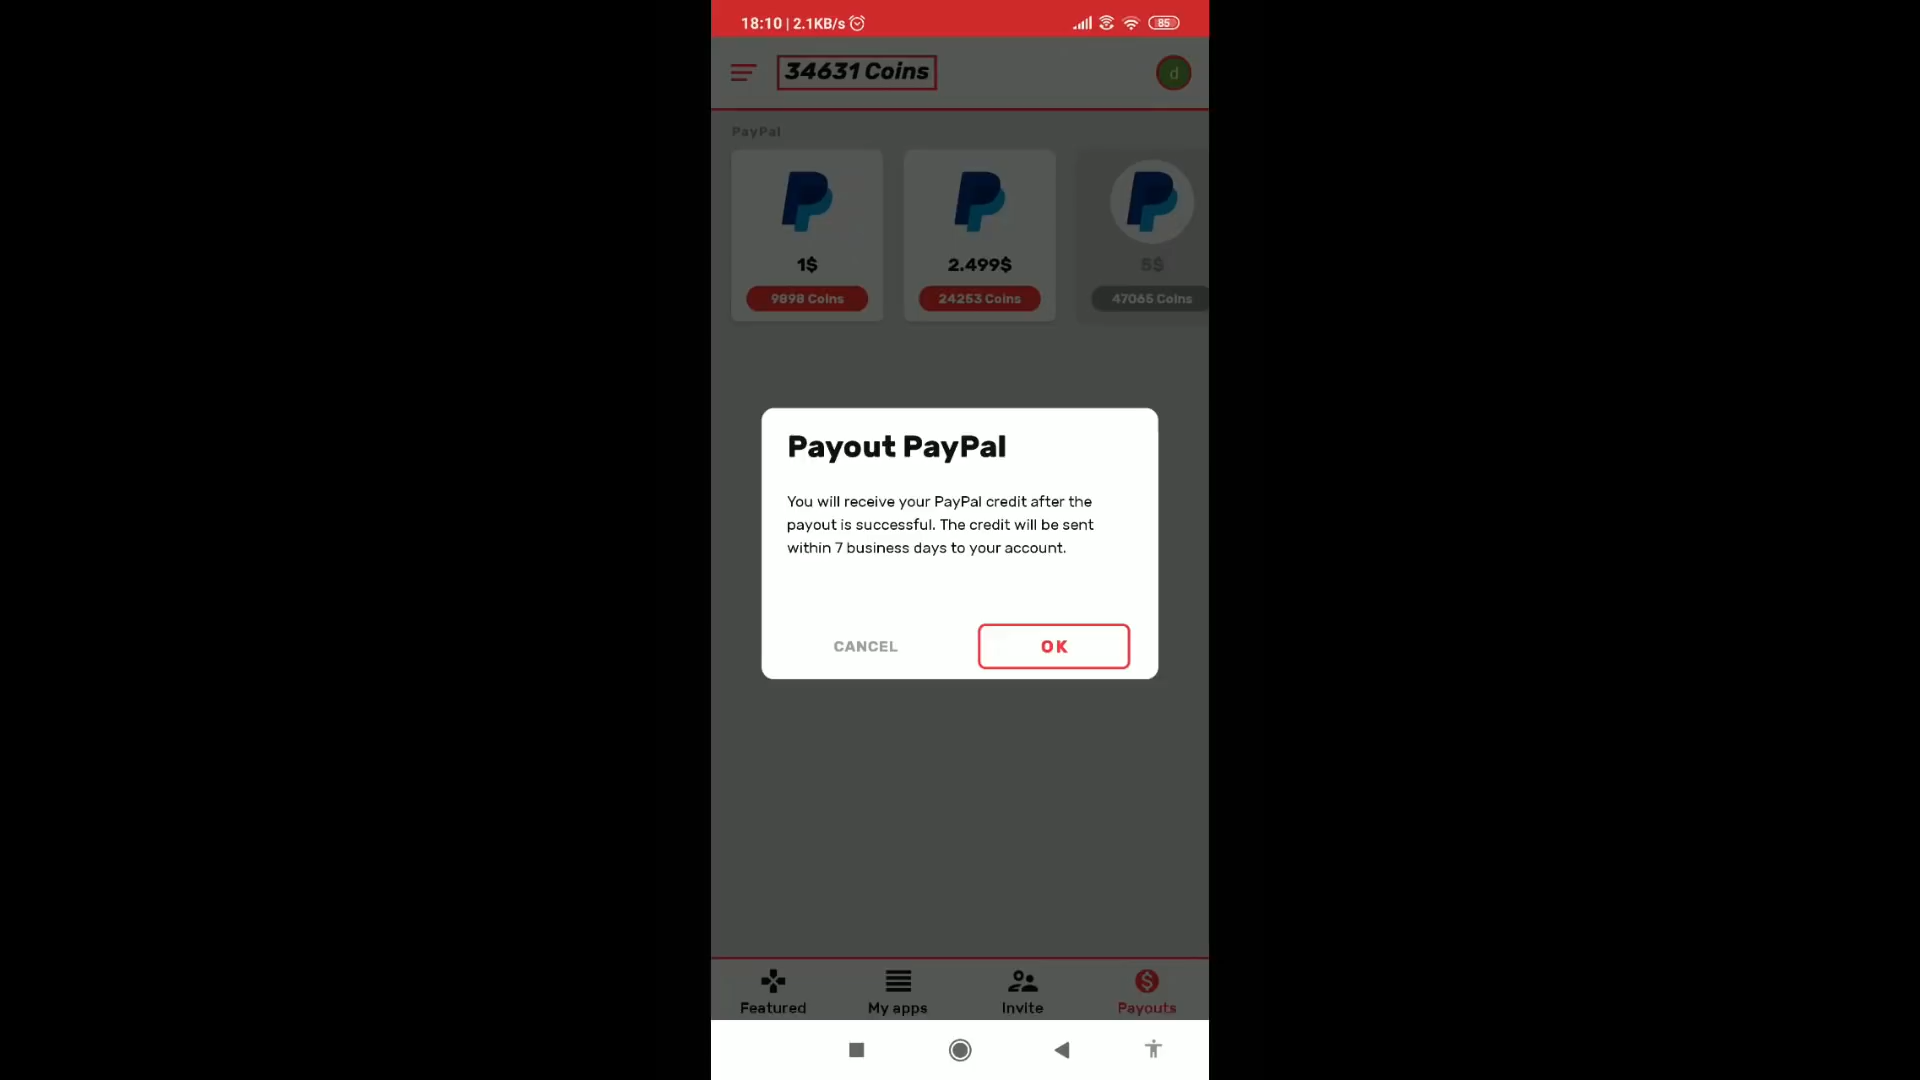 18:10 | 2.1KB/s
85
34631 Coins
d
PayPal
1$
2.499$
5$
9898 Coins
24253 Coins
47065 Coins
Payout PayPal
You will receive your PayPal credit after the
payout is successful. The credit will be sent
within 7 business days to your account.
CANCEL
OK
Featured
My apps
Invite
Payouts